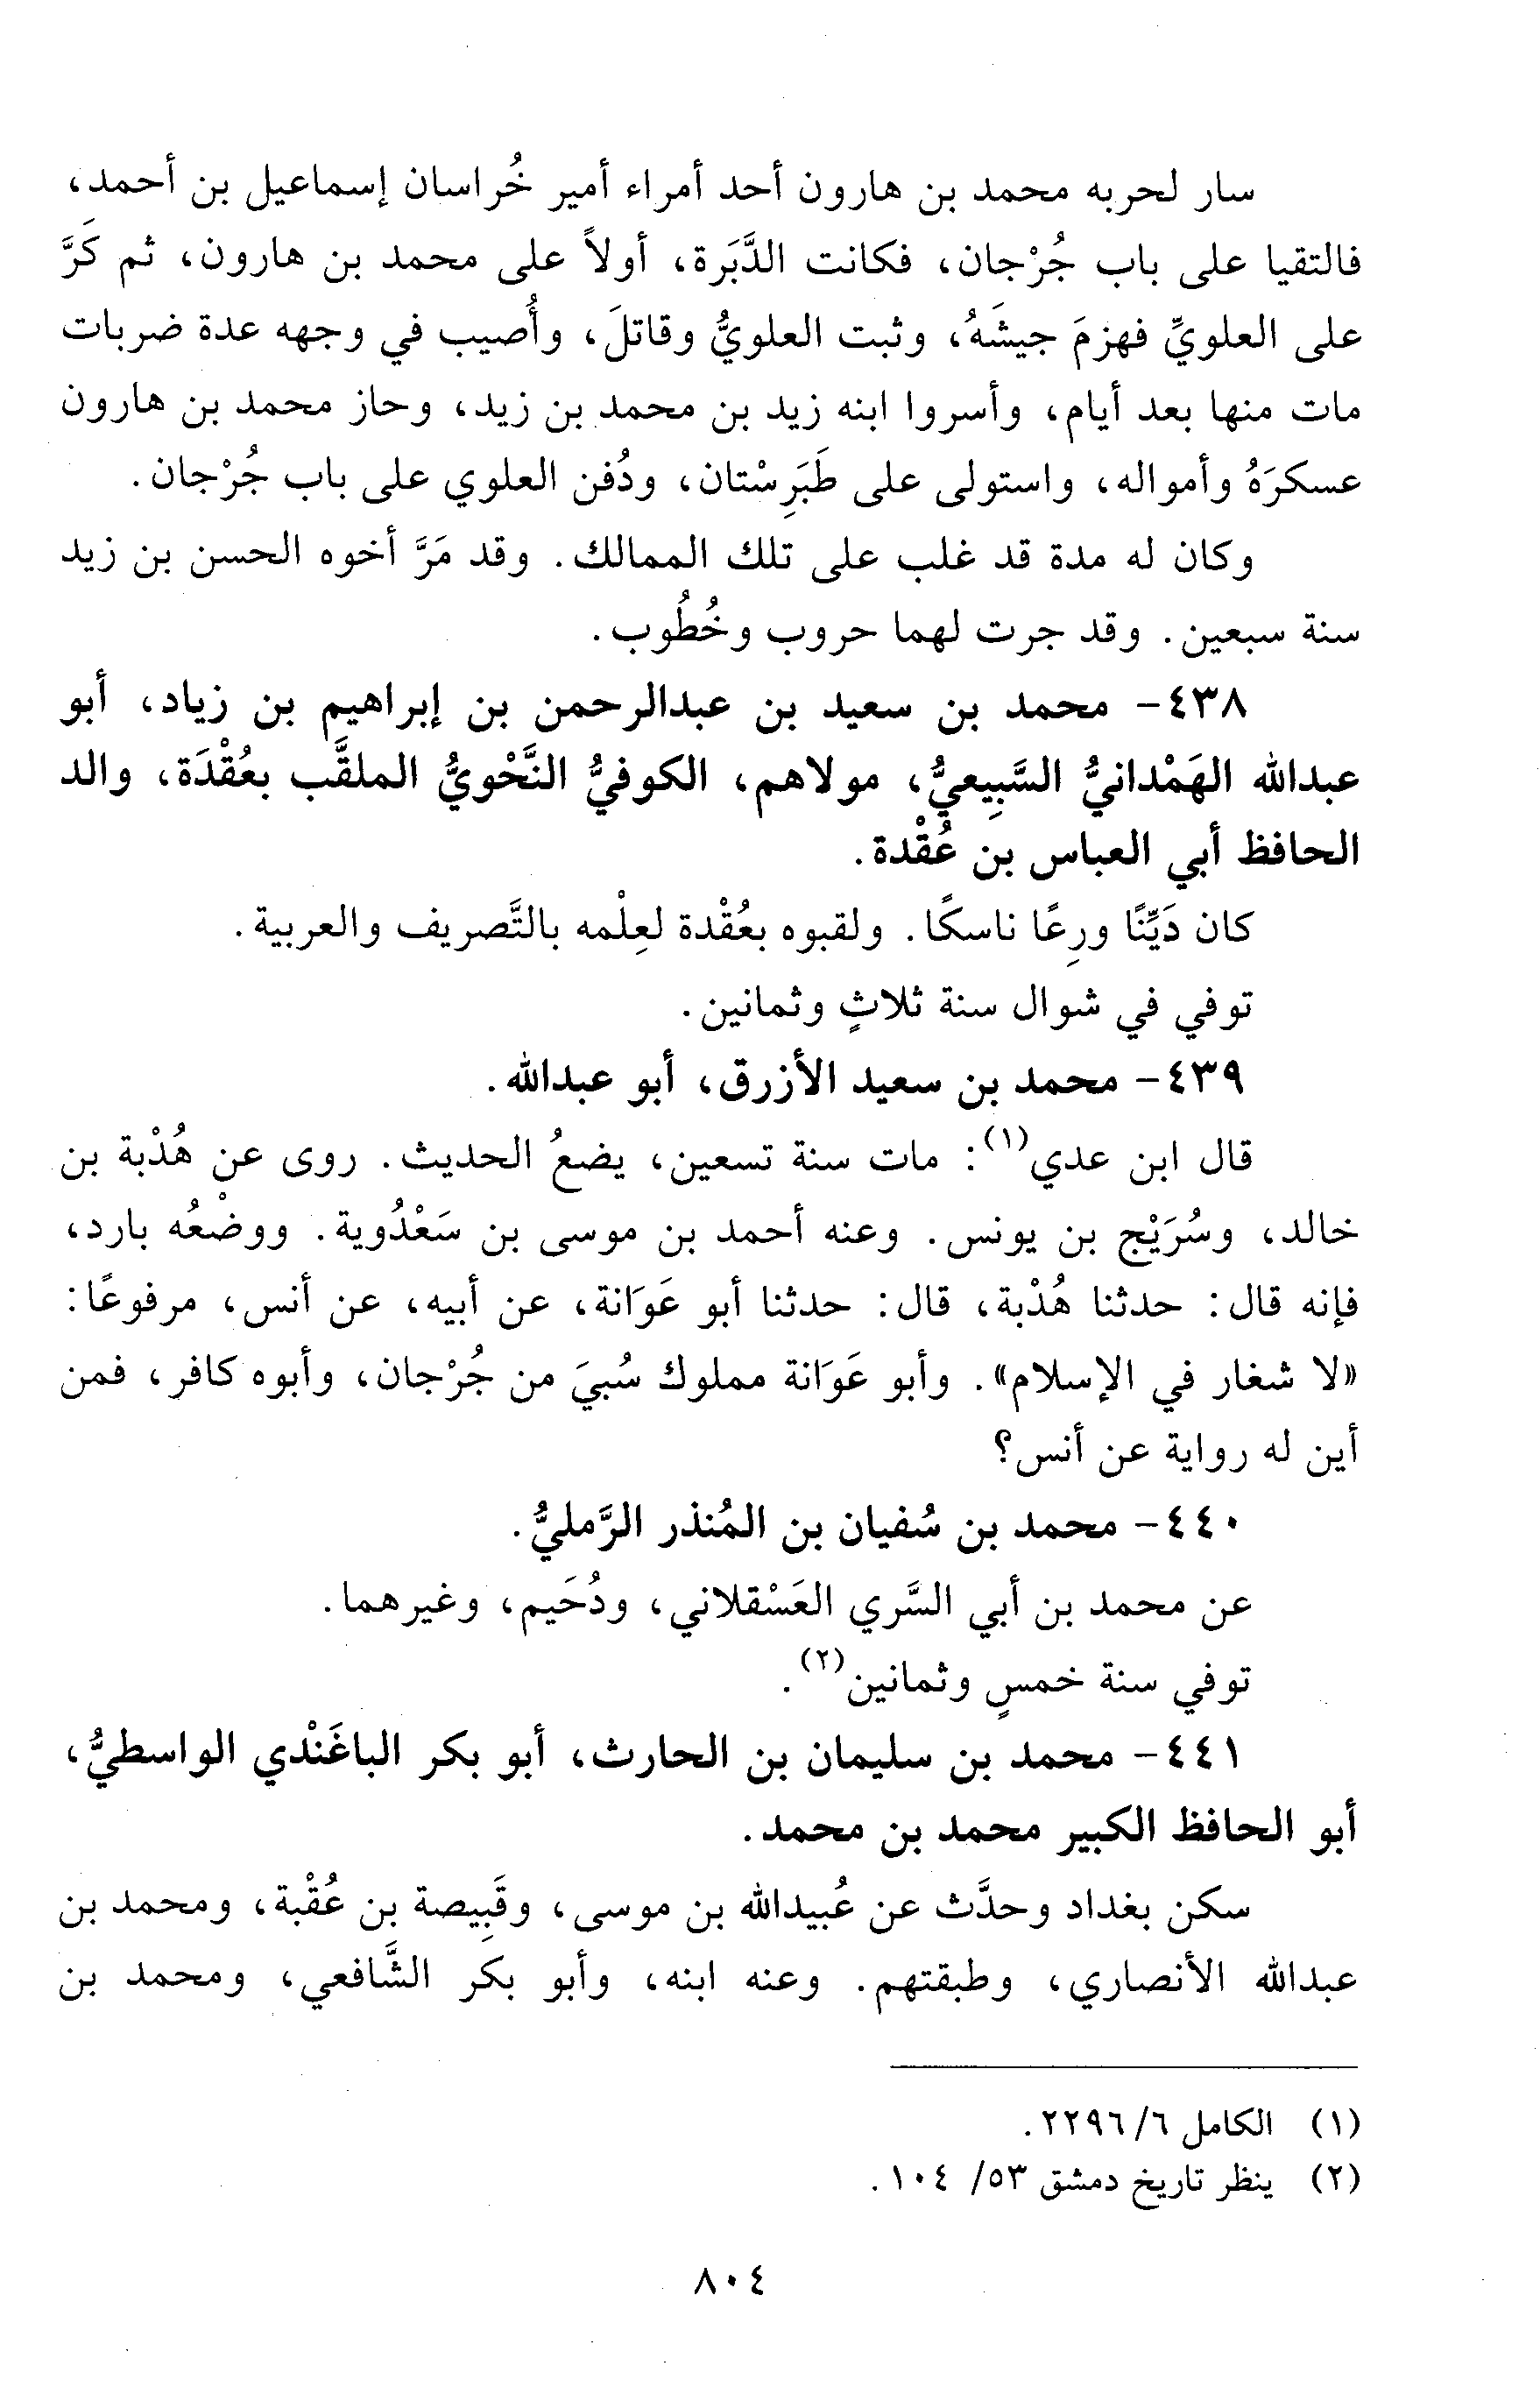 سار لحربه محمد بن هارون أحد أمراء أمير خُراسان إسماعيل بن أحمد،
فالتقيا على باب جُرْجان، فكانت الدَّبَرة، أولاً على محمد بن هارون، ثم كَرَّ
على العلويِّ فهزمَ جيشَهُ، وثبت العلويُّ وقاتلَ، وأُصيب في وجهه عدة ضربات
مات منها بعد أيام، وأسروا ابنه زيد بن محمد بن زيد، وحاز محمد بن هارون
عسكرَهُ وأمواله، واستولى على طَبَرِسْتان، ودُفن العلوي على باب جُرْجان.
وكان له مدة قد غلب على تلك الممالك. وقد مَرَّ أخوه الحسن بن زيد
سنة سبعين. وقد جرت لهما حروب وخُطُوب.
٤٣٨- محمد بن سعيد بن عبدالرحمن بن إبراهيم بن زياد، أبو
عبدالله الهَمْدانيُّ السَّبِيعيُّ، مولاهم، الكوفيُّ النَّحْويُّ الملقَّب بعُقْدَة، والد
الحافظ أبي العباس بن عُقْدة.
كان دَيِّنًا ورِعًا ناسكًا. ولقبوه بعُقْدة لعِلْمه بالتَّصريف والعربية.
توفي في شوال سنة ثلاثٍ وثمانين.
٤٣٩- محمد بن سعيد الأزرق، أبو عبدالله.
قال ابن عدي(١): مات سنة تسعين، يضعُ الحديث. روى عن هُدْبة بن
خالد، وسُرَيْج بن يونس. وعنه أحمد بن موسى بن سَعْدُوية. ووضْعُه بارد،
فإنه قال: حدثنا هُدْبة، قال: حدثنا أبو عَوَانة، عن أبيه، عن أنس، مرفوعًا:
«لا شغار في الإسلام». وأبو عَوَانة مملوك سُبيَ من جُرْجان، وأبوه كافر، فمن
أين له رواية عن أنس؟
٤٤٠- محمد بن سُفيان بن المُنذر الرَّمليُّ.
عن محمد بن أبي السَّري العَسْقلاني، ودُحَيم، وغيرهما.
توفي سنة خمسٍ وثمانين(٢).
٤٤١- محمد بن سليمان بن الحارث، أبو بكر الباغَنْدي الواسطيُّ،
أبو الحافظ الكبير محمد بن محمد.
سكن بغداد وحدَّث عن عُبيدالله بن موسى، وقَبِيصة بن عُقْبة، ومحمد بن
عبدالله الأنصاري، وطبقتهم. وعنه ابنه، وأبو بكر الشَّافعي، ومحمد بن
(١) الكامل ٦/ ٢٢٩٦.
(٢) ينظر تاريخ دمشق ٥٣/ ١٠٤.
٨٠٤